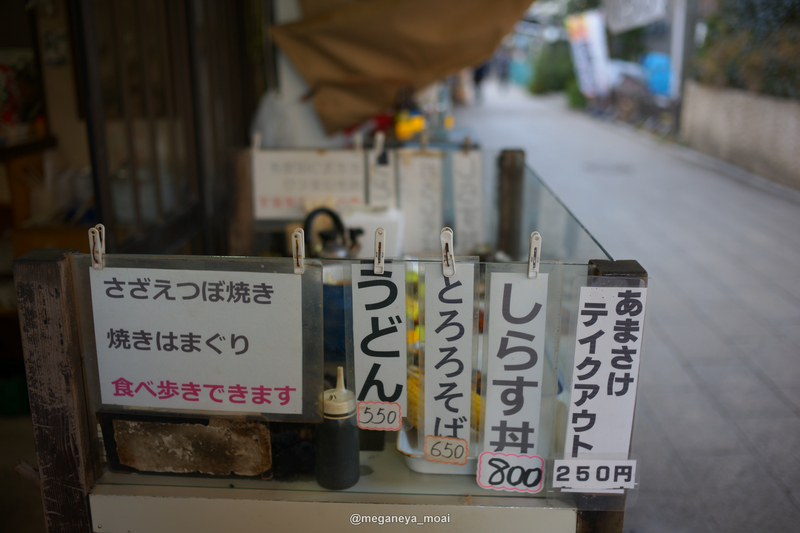 さざえつぼ焼き
焼きはまぐり
食べ歩きできます
うどん
550
とろろそば
650
しらす丼
800
あまさけ
テイクアウト
250円
@meganeya_moai